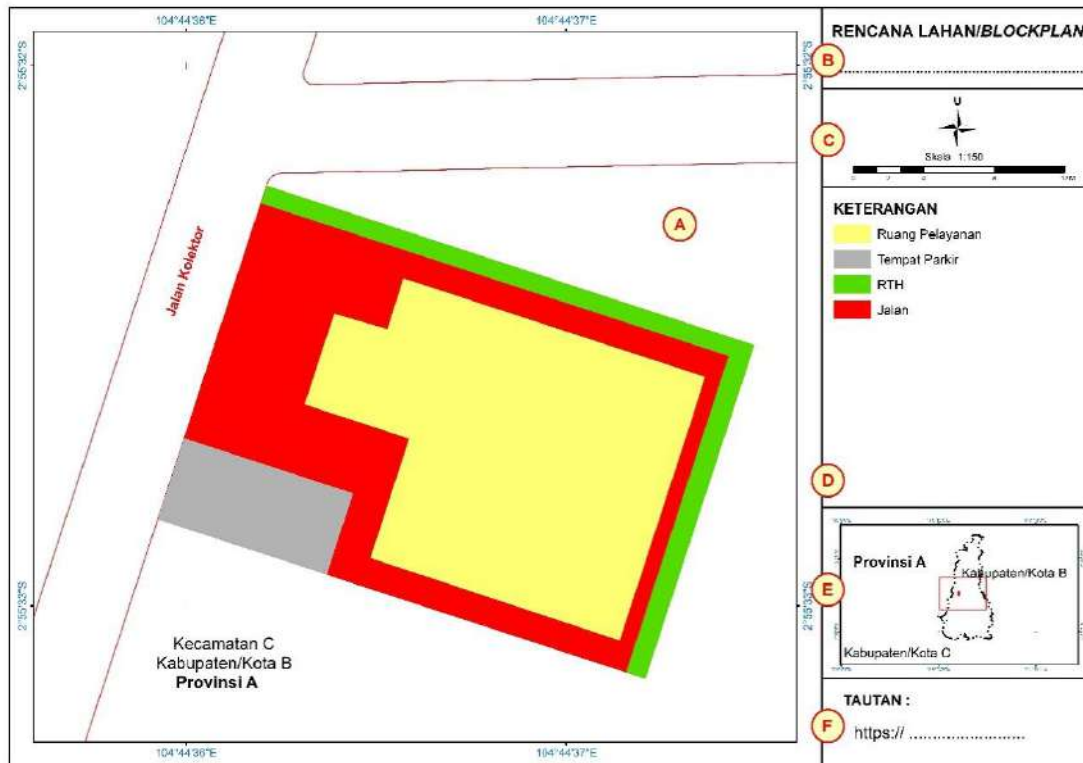 104°44'36"E
104°44'37"E
2°55'32"S
2°55'32"S
Jalan Kolektor
A
2°55'33"S
2°55'33"S
Kecamatan C
Kabupaten/Kota B
Provinsi A
104°44'36"E
104°44'37"E
RENCANA LAHAN/BLOCKPLAN
B
C
U
Skala 1:150
KETERANGAN
Ruang Pelayanan
Tempat Parkir
RTH
Jalan
D
E
Provinsi A
Kabupaten/Kota B
Kabupaten/Kota C
TAUTAN :
F
https:// ..........................